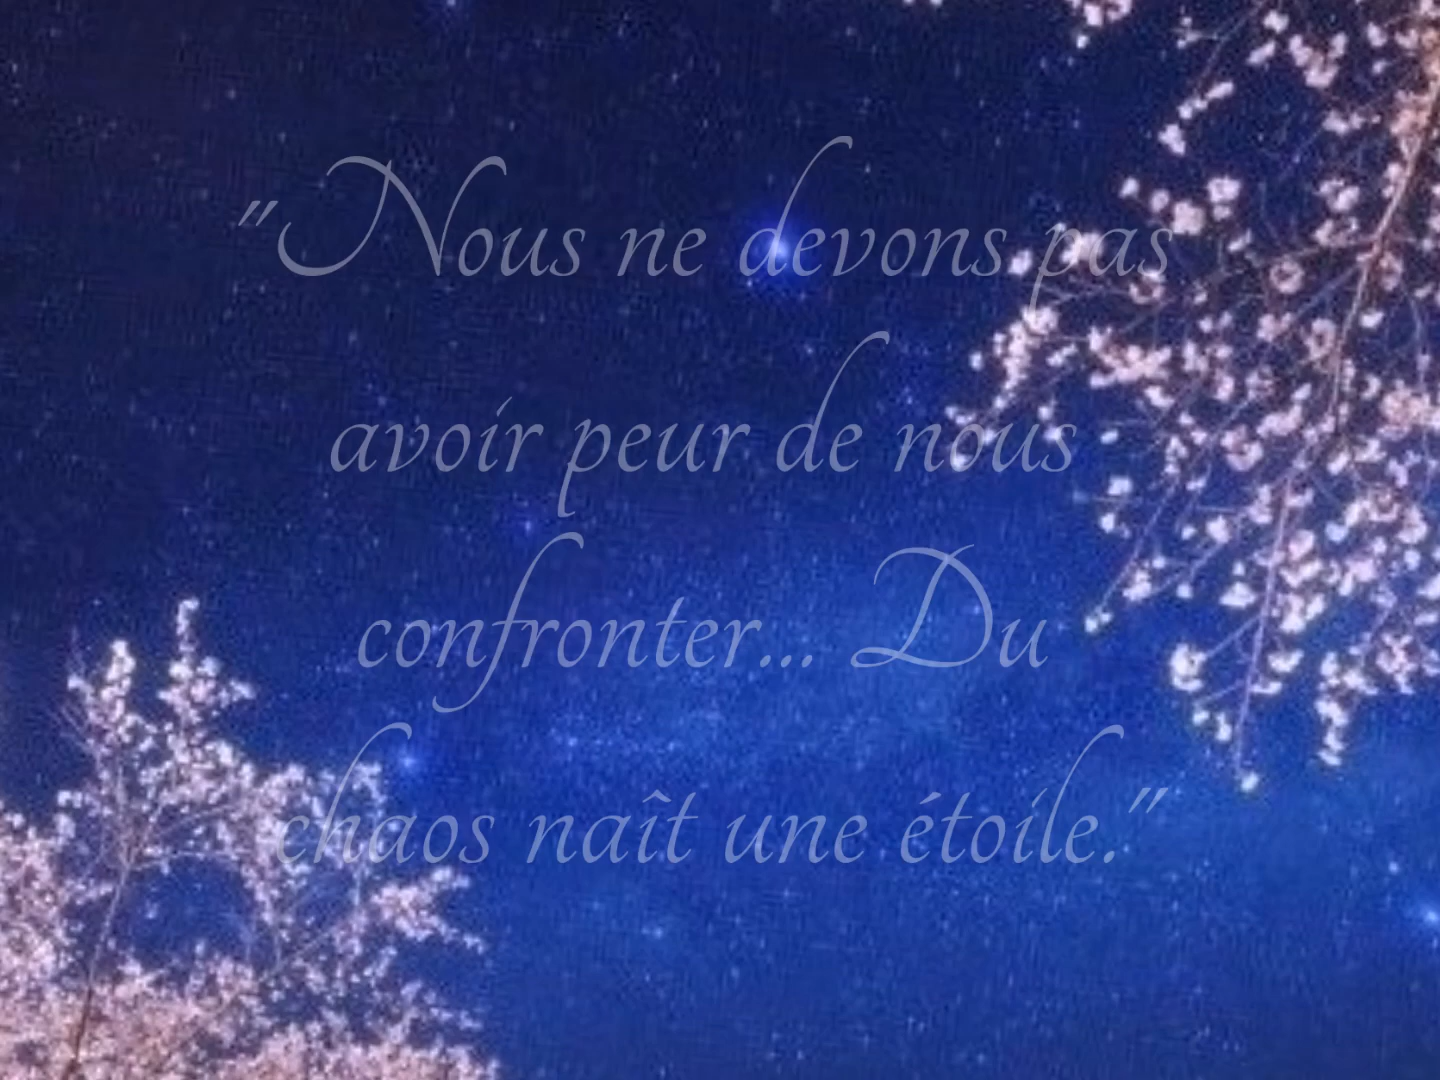 "Nous ne devons pas
avoir peur de nous
confronter... Du
chaos naît une étoile."